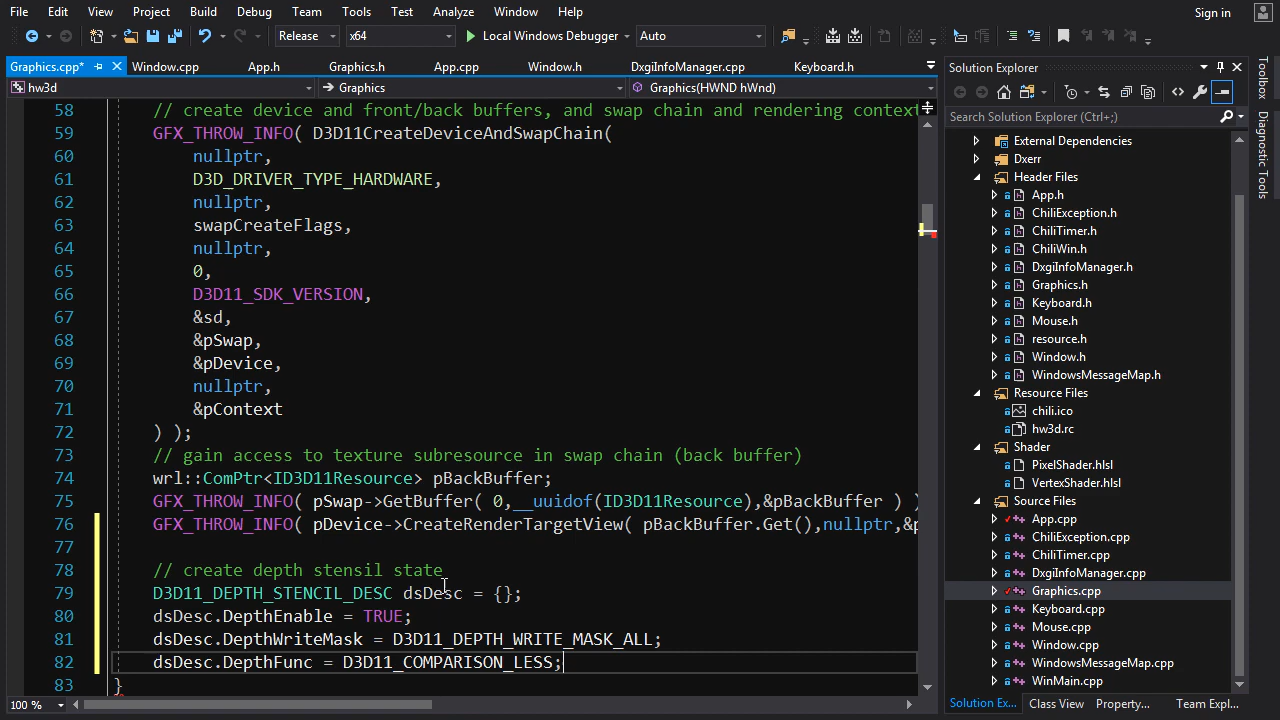 File Edit View Project Build Debug Team Tools Test Analyze Window Help Sign in
Release x64 Local Windows Debugger Auto
Graphics.cpp* Window.cpp App.h Graphics.h App.cpp Window.h DxgiInfoManager.cpp Keyboard.h
hw3d Graphics Graphics(HWND hWnd)
58 // create device and front/back buffers, and swap chain and rendering context
59 GFX_THROW_INFO( D3D11CreateDeviceAndSwapChain(
60 nullptr,
61 D3D_DRIVER_TYPE_HARDWARE,
62 nullptr,
63 swapCreateFlags,
64 nullptr,
65 0,
66 D3D11_SDK_VERSION,
67 &sd,
68 &pSwap,
69 &pDevice,
70 nullptr,
71 &pContext
72 ) );
73 // gain access to texture subresource in swap chain (back buffer)
74 wrl::ComPtr<ID3D11Resource> pBackBuffer;
75 GFX_THROW_INFO( pSwap->GetBuffer( 0,__uuidof(ID3D11Resource),&pBackBuffer ) )
76 GFX_THROW_INFO( pDevice->CreateRenderTargetView( pBackBuffer.Get(),nullptr,&p
77
78 // create depth stensil state
79 D3D11_DEPTH_STENCIL_DESC dsDesc = {};
80 dsDesc.DepthEnable = TRUE;
81 dsDesc.DepthWriteMask = D3D11_DEPTH_WRITE_MASK_ALL;
82 dsDesc.DepthFunc = D3D11_COMPARISON_LESS;
83 }
100 %
Solution Explorer
Search Solution Explorer (Ctrl+;)
External Dependencies
Dxerr
Header Files
App.h
ChiliException.h
ChiliTimer.h
ChiliWin.h
DxgiInfoManager.h
Graphics.h
Keyboard.h
Mouse.h
resource.h
Window.h
WindowsMessageMap.h
Resource Files
chili.ico
hw3d.rc
Shader
PixelShader.hlsl
VertexShader.hlsl
Source Files
App.cpp
ChiliException.cpp
ChiliTimer.cpp
DxgiInfoManager.cpp
Graphics.cpp
Keyboard.cpp
Mouse.cpp
Window.cpp
WindowsMessageMap.cpp
WinMain.cpp
Solution Ex... Class View Property... Team Expl...
Toolbox
Diagnostic Tools